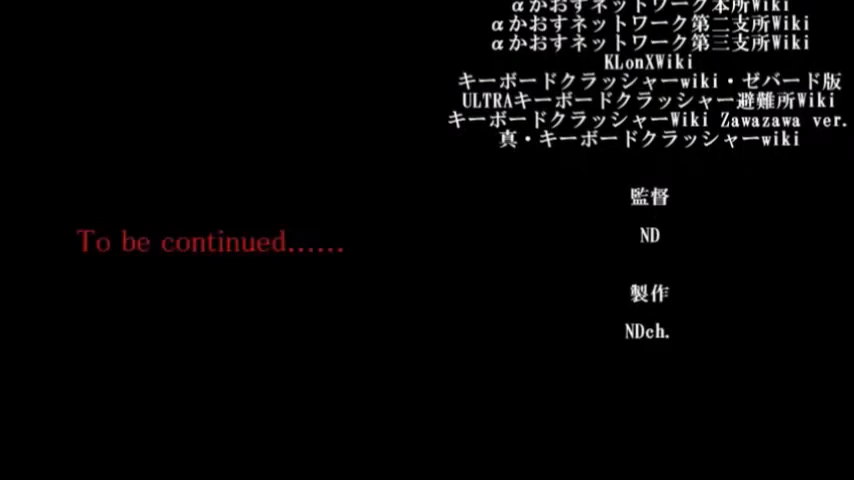 αかおすネットワーク本所Wiki
αかおすネットワーク第二支所Wiki
αかおすネットワーク第三支所Wiki
KLonXWiki
キーボードクラッシャーwiki・ゼバード版
ULTRAキーボードクラッシャー避難所Wiki
キーボードクラッシャーWiki Zawazawa ver.
真・キーボードクラッシャーwiki
監督
ND
製作
NDch.
To be continued......